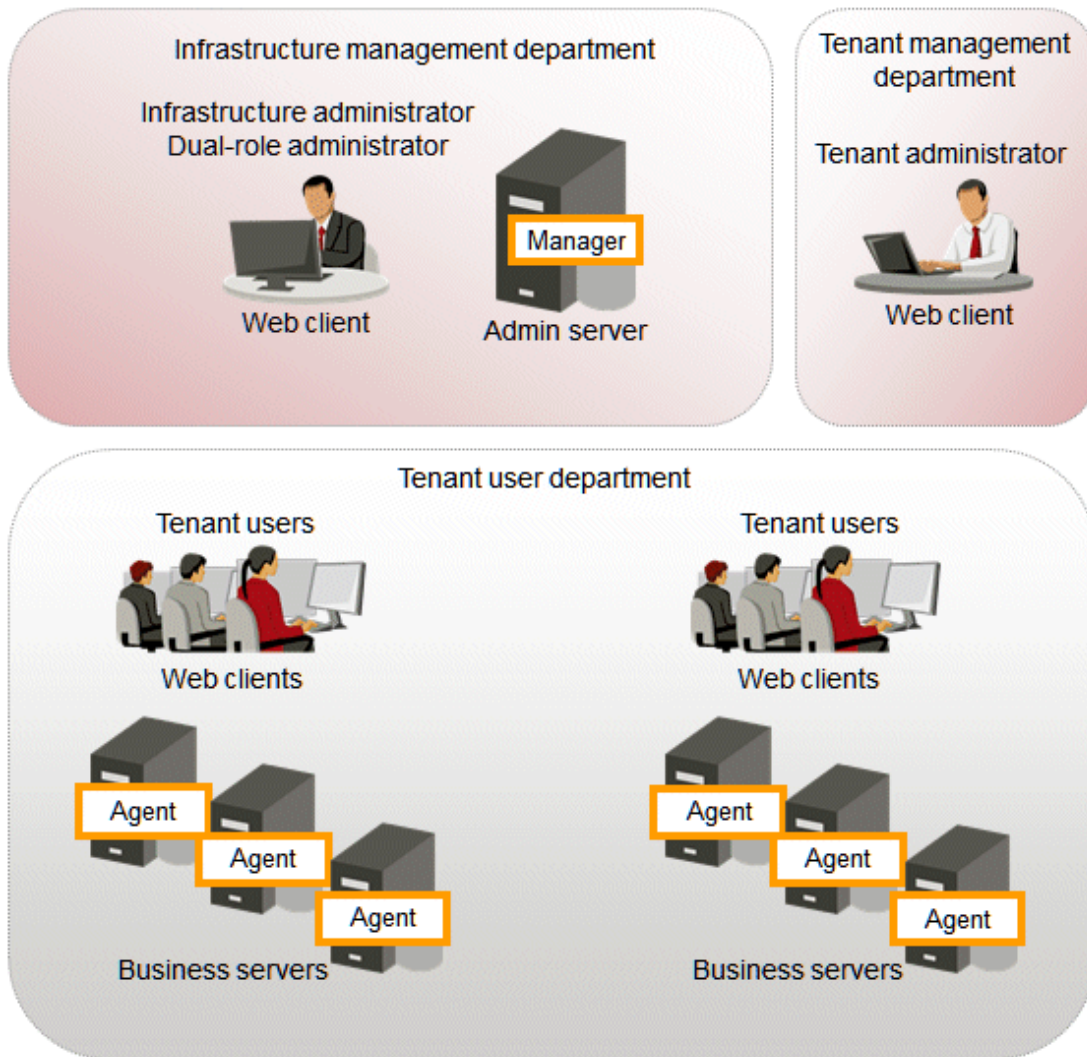 Infrastructure management department
Infrastructure administrator
Dual-role administrator
Manager
Web client
Admin server
Tenant management
department
Tenant administrator
Web client
Tenant user department
Tenant users
Web clients
Agent
Agent
Agent
Business servers
Tenant users
Web clients
Agent
Agent
Agent
Business servers